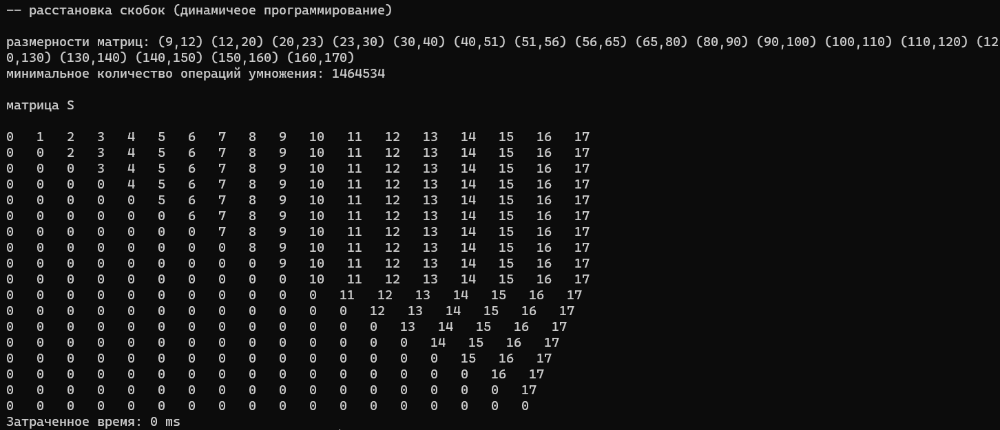 -- расстановка скобок (динамичеое программирование)
размерности матриц: (9,12) (12,20) (20,23) (23,30) (30,40) (40,51) (51,56) (56,65) (65,80) (80,90) (90,100) (100,110) (110,120) (12
0,130) (130,140) (140,150) (150,160) (160,170)
минимальное количество операций умножения: 1464534
матрица S
0 1 2 3 4 5 6 7 8 9 10 11 12 13 14 15 16 17
0 0 2 3 4 5 6 7 8 9 10 11 12 13 14 15 16 17
0 0 0 3 4 5 6 7 8 9 10 11 12 13 14 15 16 17
0 0 0 0 4 5 6 7 8 9 10 11 12 13 14 15 16 17
0 0 0 0 0 5 6 7 8 9 10 11 12 13 14 15 16 17
0 0 0 0 0 0 6 7 8 9 10 11 12 13 14 15 16 17
0 0 0 0 0 0 0 7 8 9 10 11 12 13 14 15 16 17
0 0 0 0 0 0 0 0 8 9 10 11 12 13 14 15 16 17
0 0 0 0 0 0 0 0 0 9 10 11 12 13 14 15 16 17
0 0 0 0 0 0 0 0 0 0 10 11 12 13 14 15 16 17
0 0 0 0 0 0 0 0 0 0 0 11 12 13 14 15 16 17
0 0 0 0 0 0 0 0 0 0 0 0 12 13 14 15 16 17
0 0 0 0 0 0 0 0 0 0 0 0 0 13 14 15 16 17
0 0 0 0 0 0 0 0 0 0 0 0 0 0 14 15 16 17
0 0 0 0 0 0 0 0 0 0 0 0 0 0 0 15 16 17
0 0 0 0 0 0 0 0 0 0 0 0 0 0 0 0 16 17
0 0 0 0 0 0 0 0 0 0 0 0 0 0 0 0 0 17
0 0 0 0 0 0 0 0 0 0 0 0 0 0 0 0 0 0
Затраченное время: 0 ms